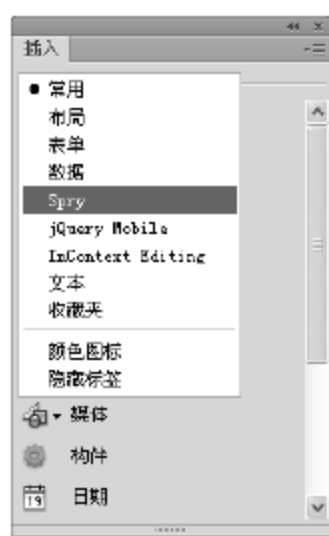 插入
常用
布局
表单
数据
Spry
jQuery Mobile
InContext Editing
文本
收藏夹
颜色图标
隐藏标签
媒体
构件
19 日期